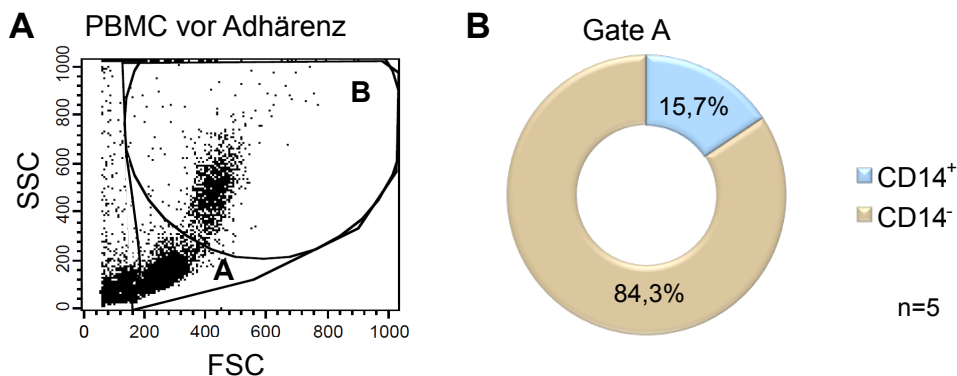 A
PBMC vor Adhärenz
1000
800
600
400
200
0
SSC
B
A
0 200 400 600 800 1000
FSC
B
Gate A
15,7%
84,3%
CD14+
CD14-
n=5